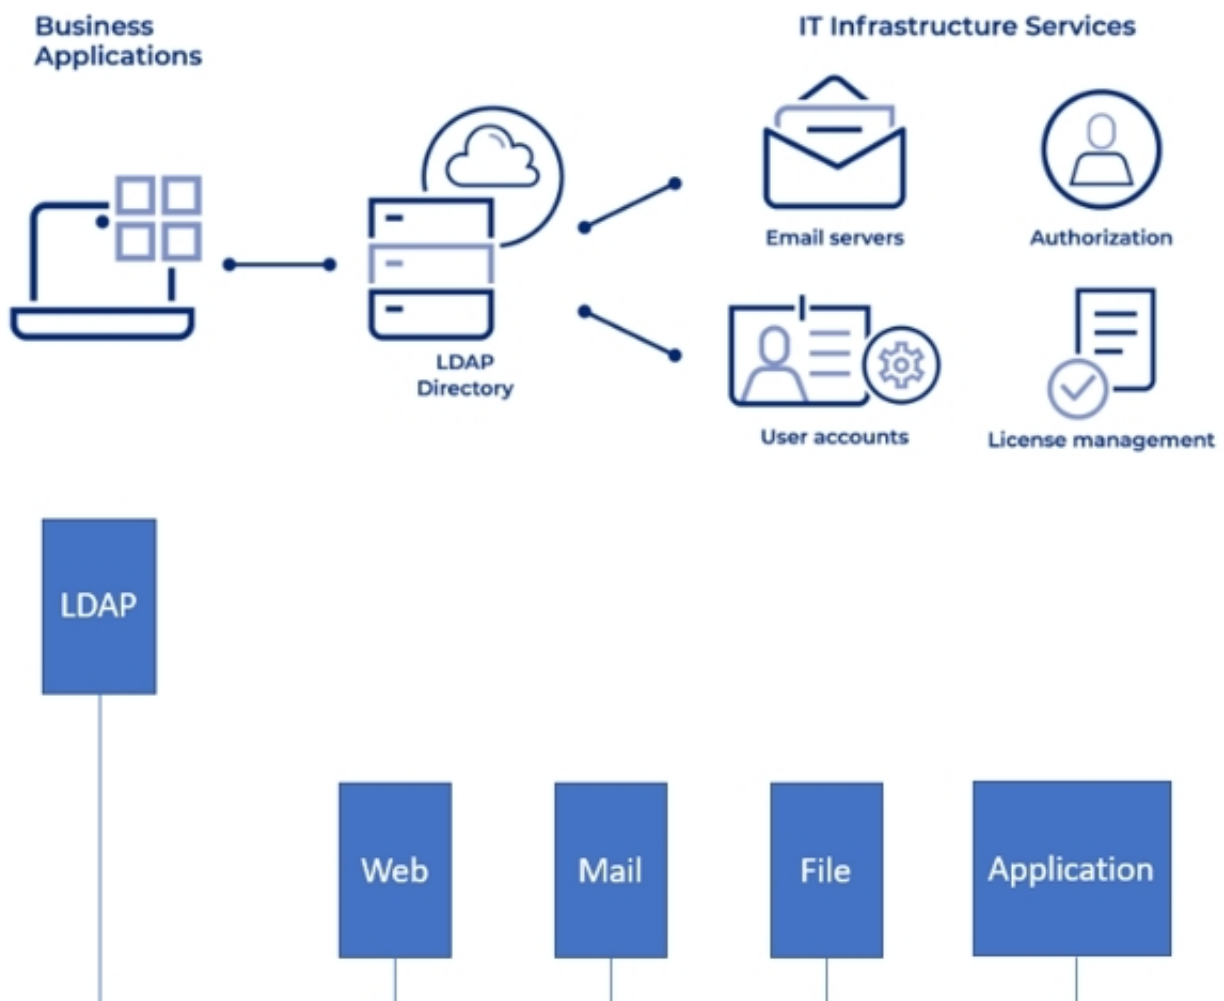 Business
Applications
IT Infrastructure Services
Email servers
Authorization
LDAP
Directory
User accounts
License management
LDAP
Web
Mail
File
Application